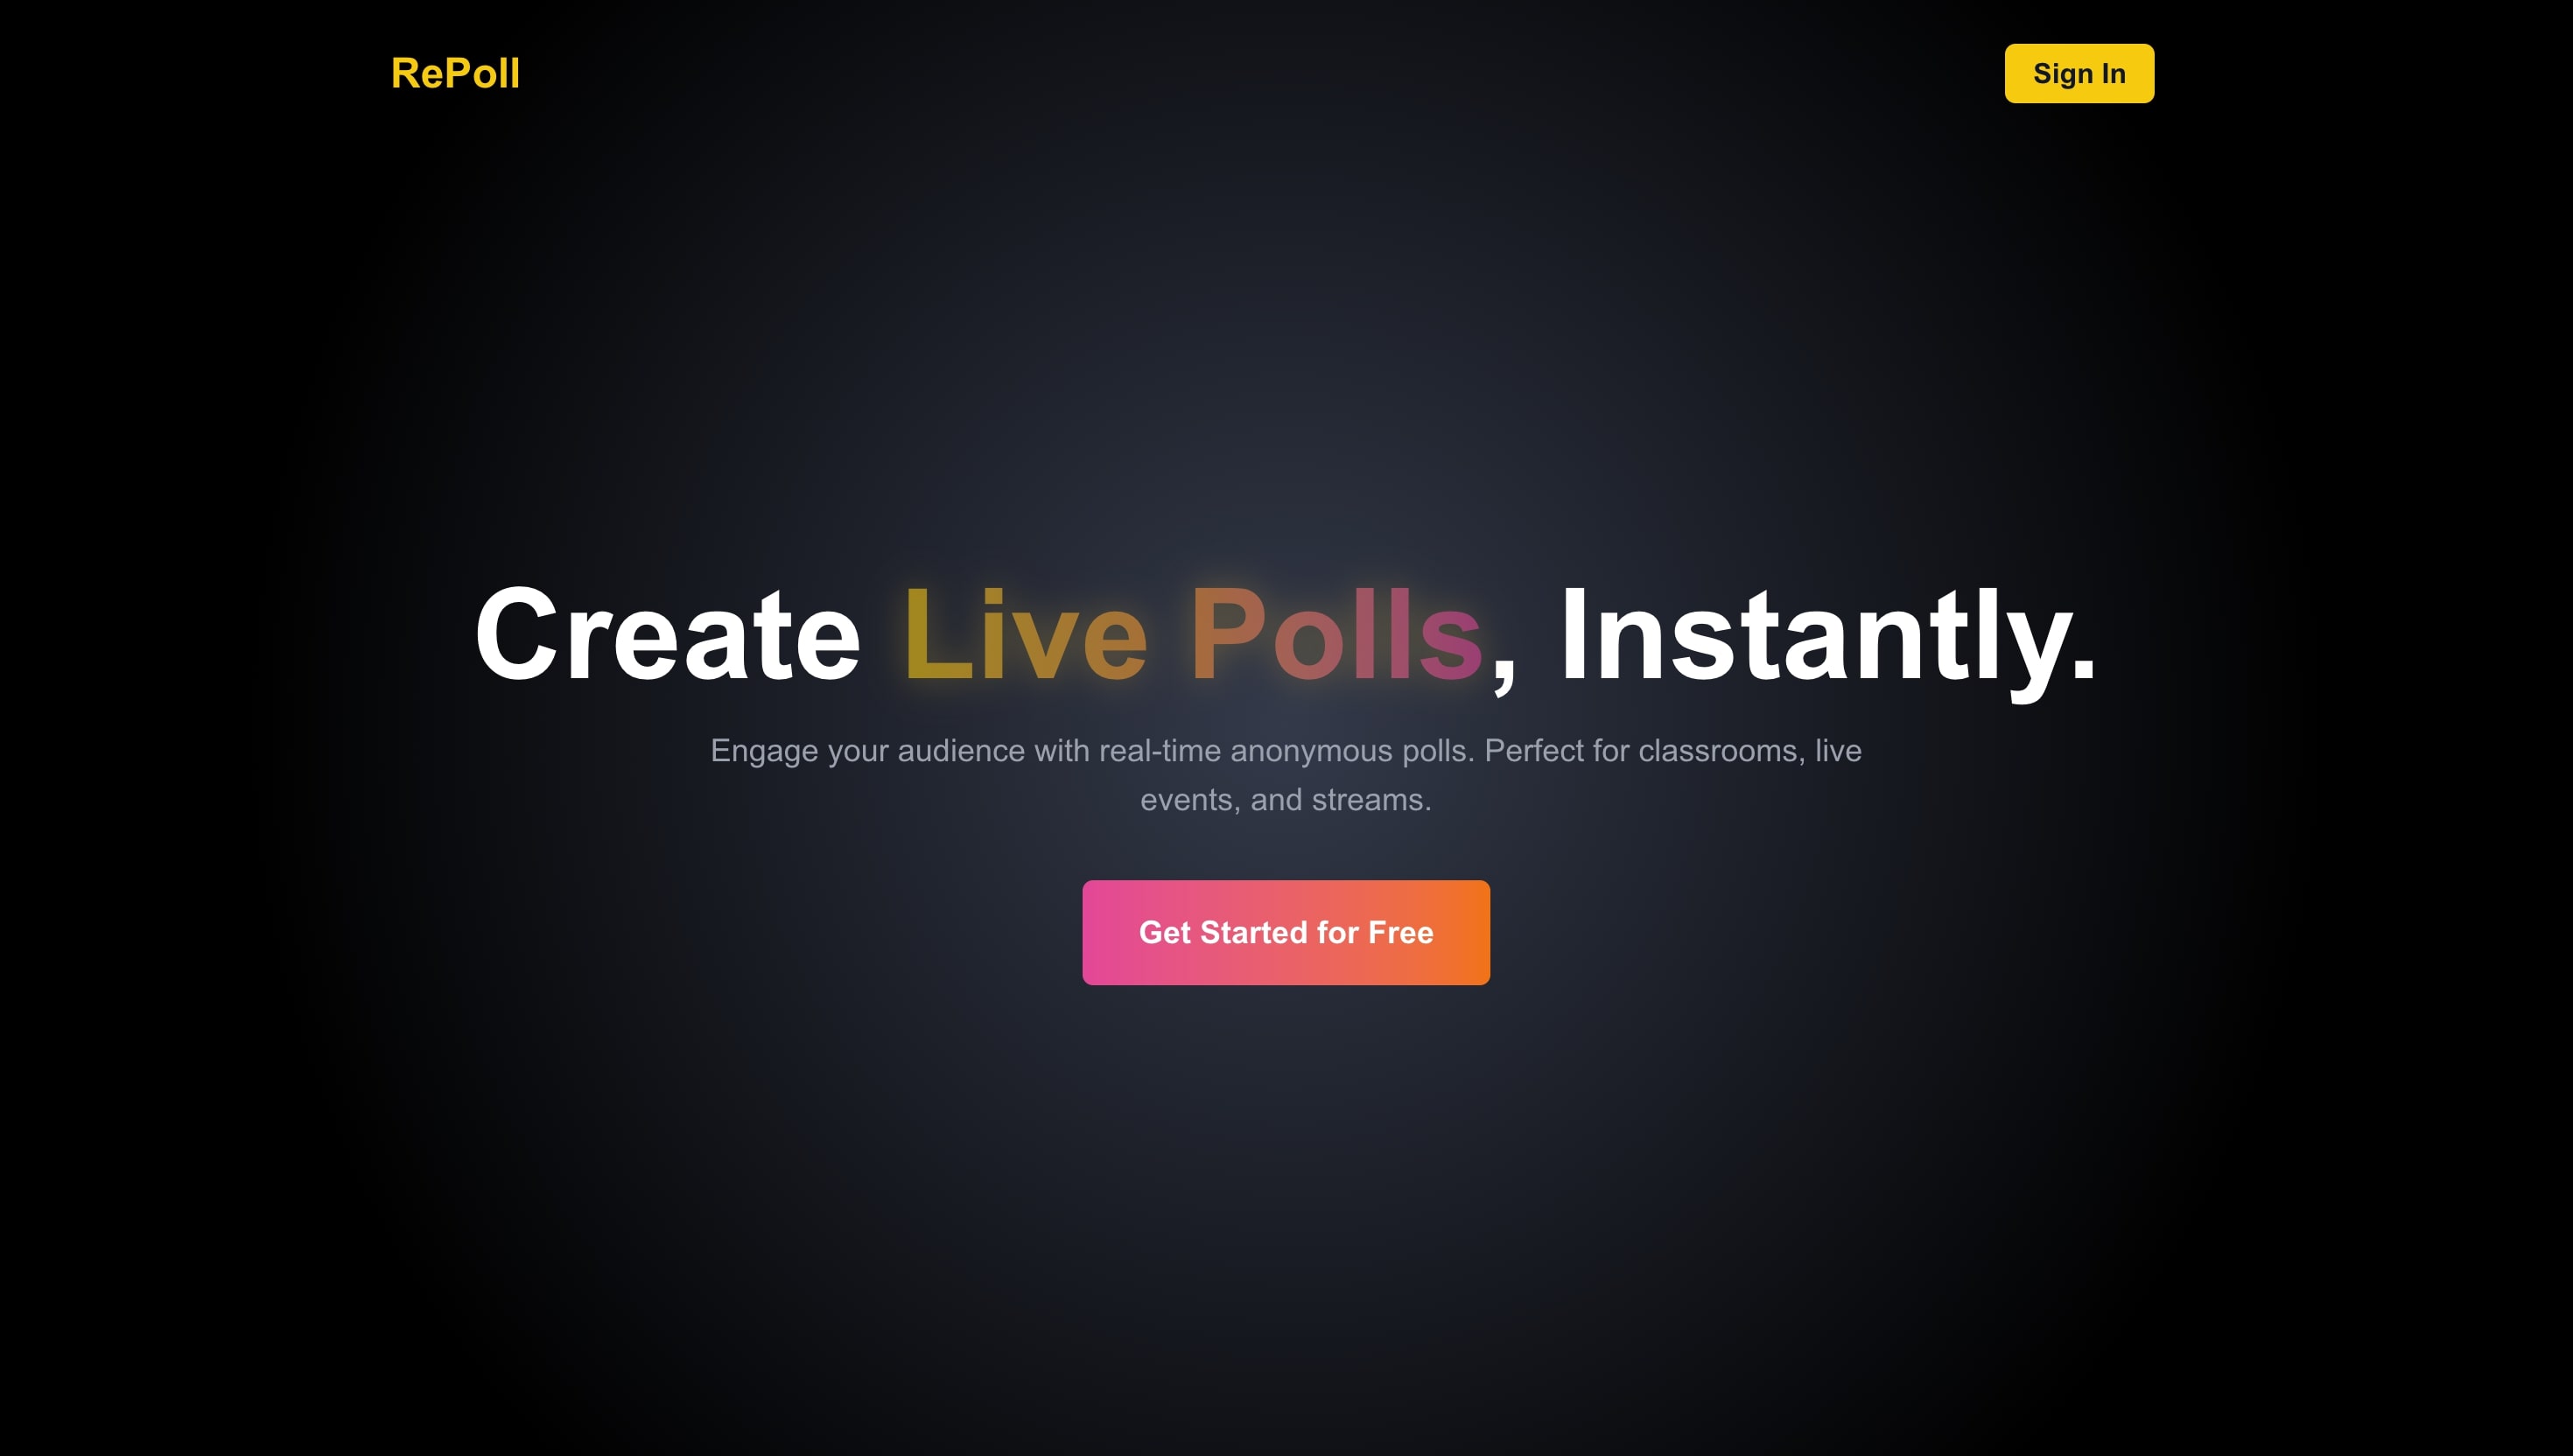 RePoll
Sign In
Create Live Polls, Instantly.
Engage your audience with real-time anonymous polls. Perfect for classrooms, live
events, and streams.
Get Started for Free